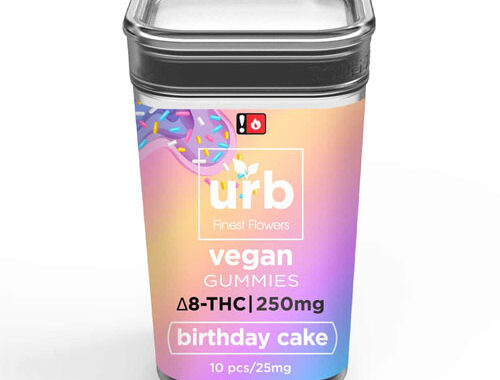 urb
Finest Flowers
vegan
GUMMIES
Δ8-THC|250mg
birthday cake
10 pcs/25mg